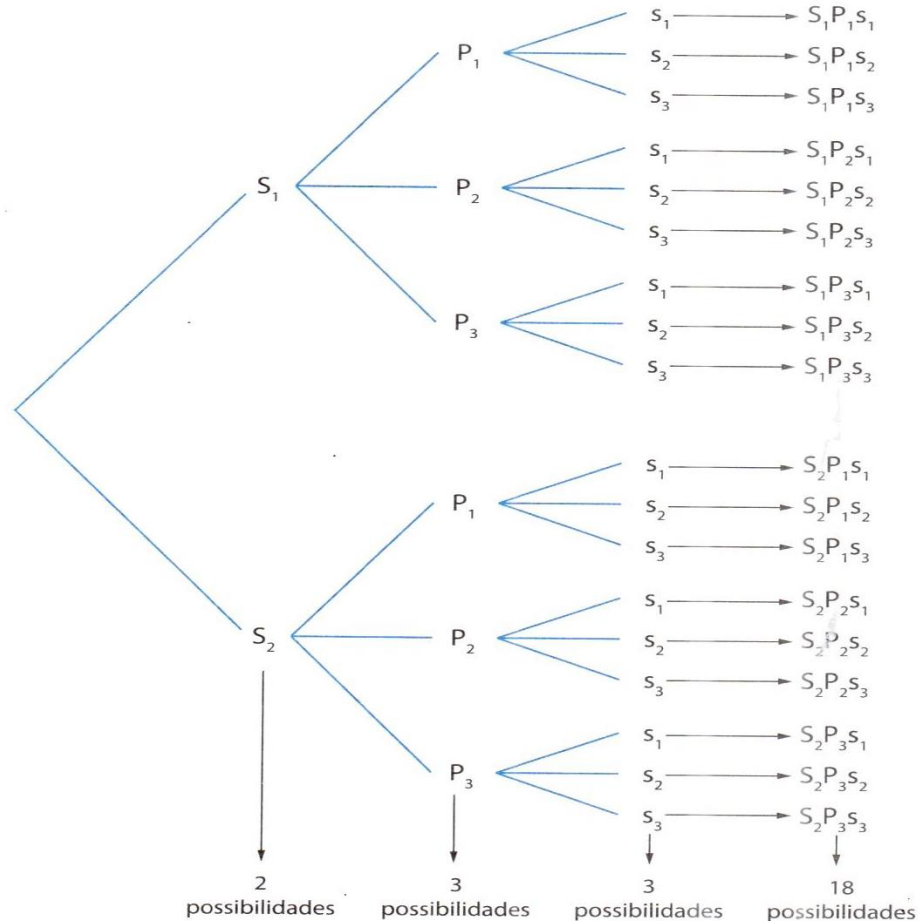 s₁ S₁P₁s₁
P₁ s₂ S₁P₁s₂
s₃ S₁P₁s₃
s₁ S₁P₂s₁
S₁ P₂ s₂ S₁P₂s₂
s₃ S₁P₂s₃
s₁ S₁P₃s₁
P₃ s₂ S₁P₃s₂
s₃ S₁P₃s₃
s₁ S₂P₁s₁
P₁ s₂ S₂P₁s₂
s₃ S₂P₁s₃
s₁ S₂P₂s₁
S₂ P₂ s₂ S₂P₂s₂
s₃ S₂P₂s₃
s₁ S₂P₃s₁
P₃ s₂ S₂P₃s₂
s₃ S₂P₃s₃
2 3 3 18
possibilidades possibilidades possibilidades possibilidades